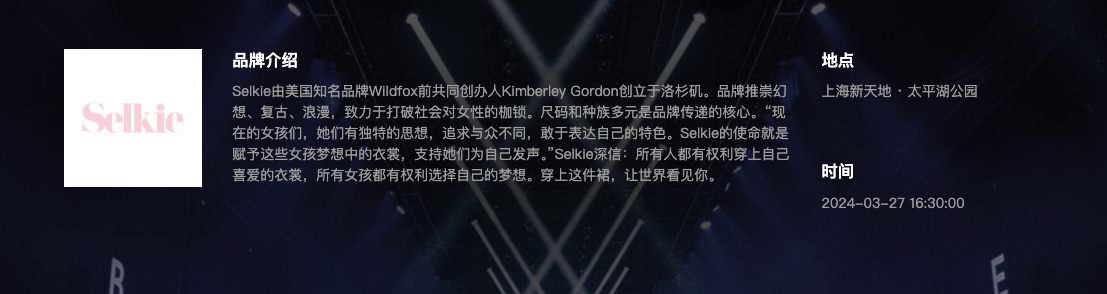 Selkie
品牌介绍
Selkie由美国知名品牌Wildfox前共同创办人Kimberley Gordon创立于洛杉矶。品牌推崇幻
想、复古、浪漫，致力于打破社会对女性的枷锁。尺码和种族多元是品牌传递的核心。“现
在的女孩们，她们有独特的思想，追求与众不同，敢于表达自己的特色。Selkie的使命就是
赋予这些女孩梦想中的衣裳，支持她们为自己发声。”Selkie深信：所有人都有权利穿上自己
喜爱的衣裳，所有女孩都有权利选择自己的梦想。穿上这件裙，让世界看见你。
地点
上海新天地 · 太平湖公园
时间
2024-03-27 16:30:00
B
E